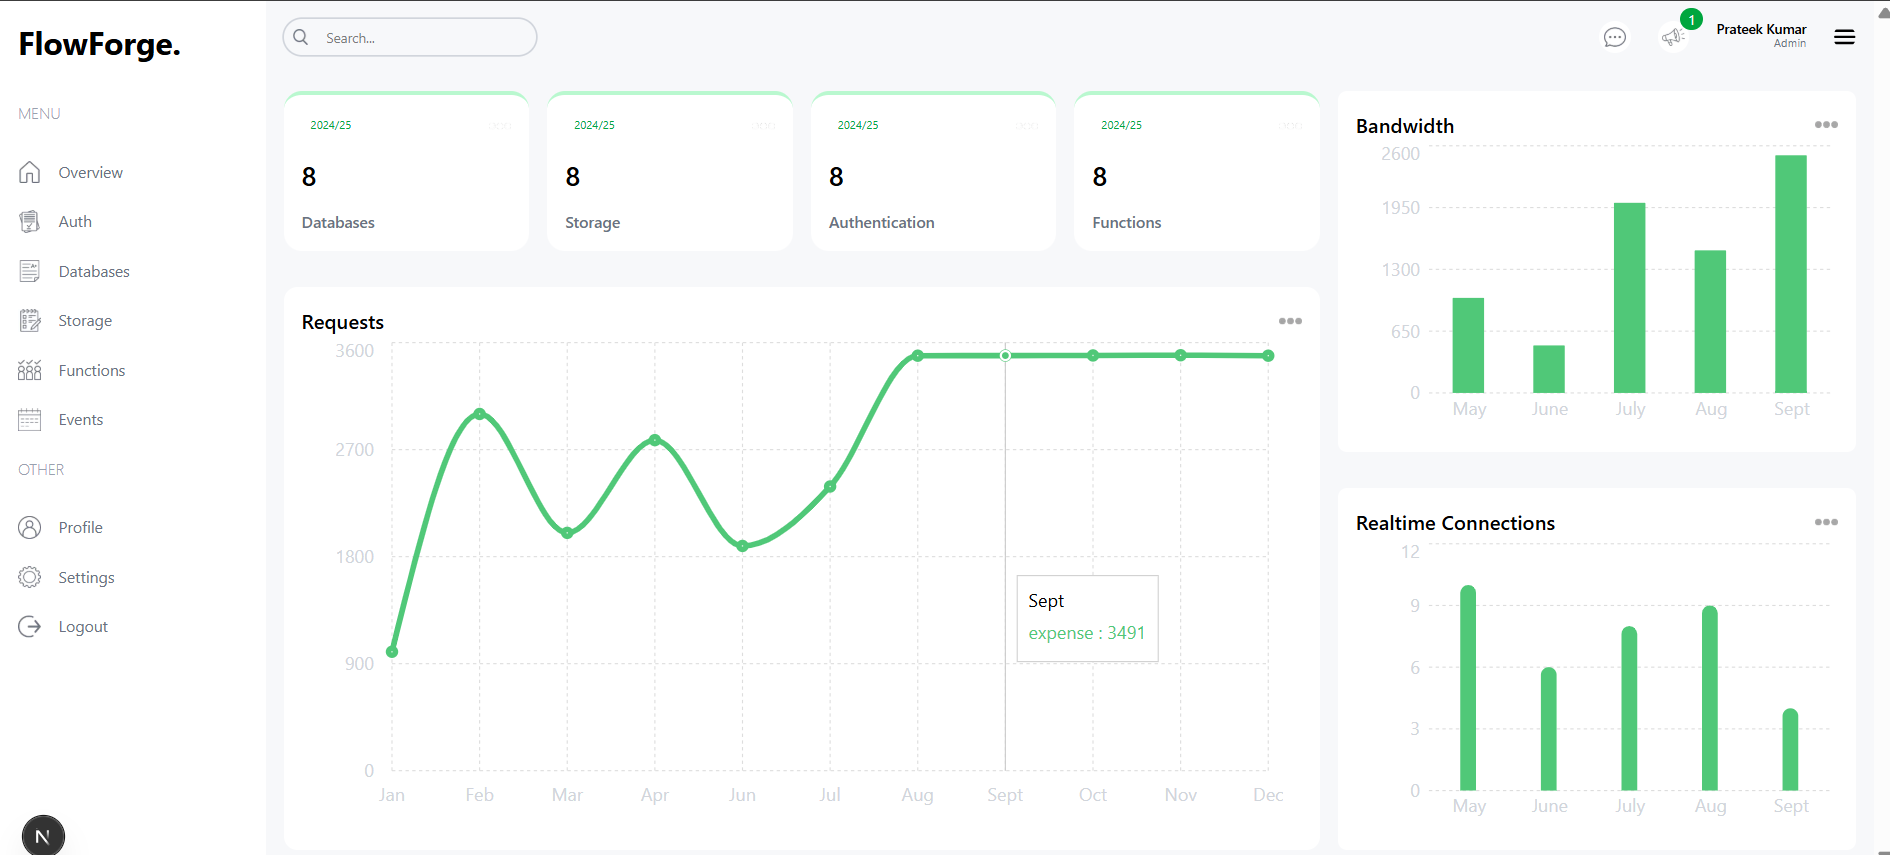 FlowForge.
Search...
1
Prateek Kumar
Admin
MENU
Overview
Auth
Databases
Storage
Functions
Events
OTHER
Profile
Settings
Logout
N
2024/25
8
Databases
2024/25
8
Storage
2024/25
8
Authentication
2024/25
8
Functions
Requests
3600
2700
1800
900
0
Jan Feb Mar Apr Jun Jul Aug Sept Oct Nov Dec
Sept
expense : 3491
Bandwidth
2600
1950
1300
650
0
May June July Aug Sept
Realtime Connections
12
9
6
3
0
May June July Aug Sept